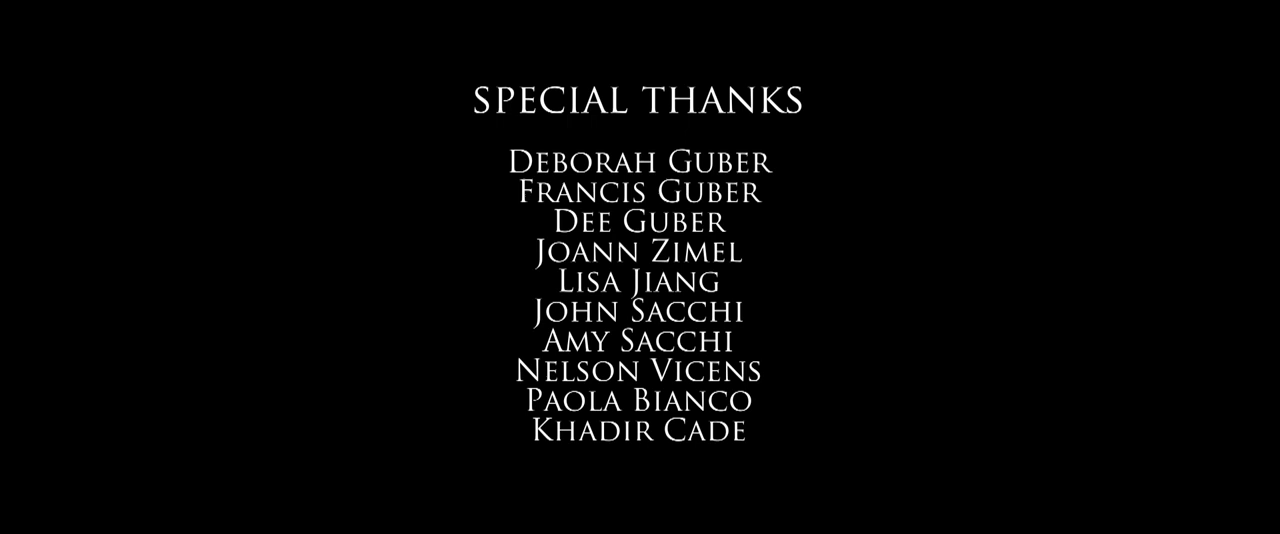 SPECIAL THANKS
DEBORAH GUBER
FRANCIS GUBER
DEE GUBER
JOANN ZIMEL
LISA JIANG
JOHN SACCHI
AMY SACCHI
NELSON VICENS
PAOLA BIANCO
KHADIR CADE